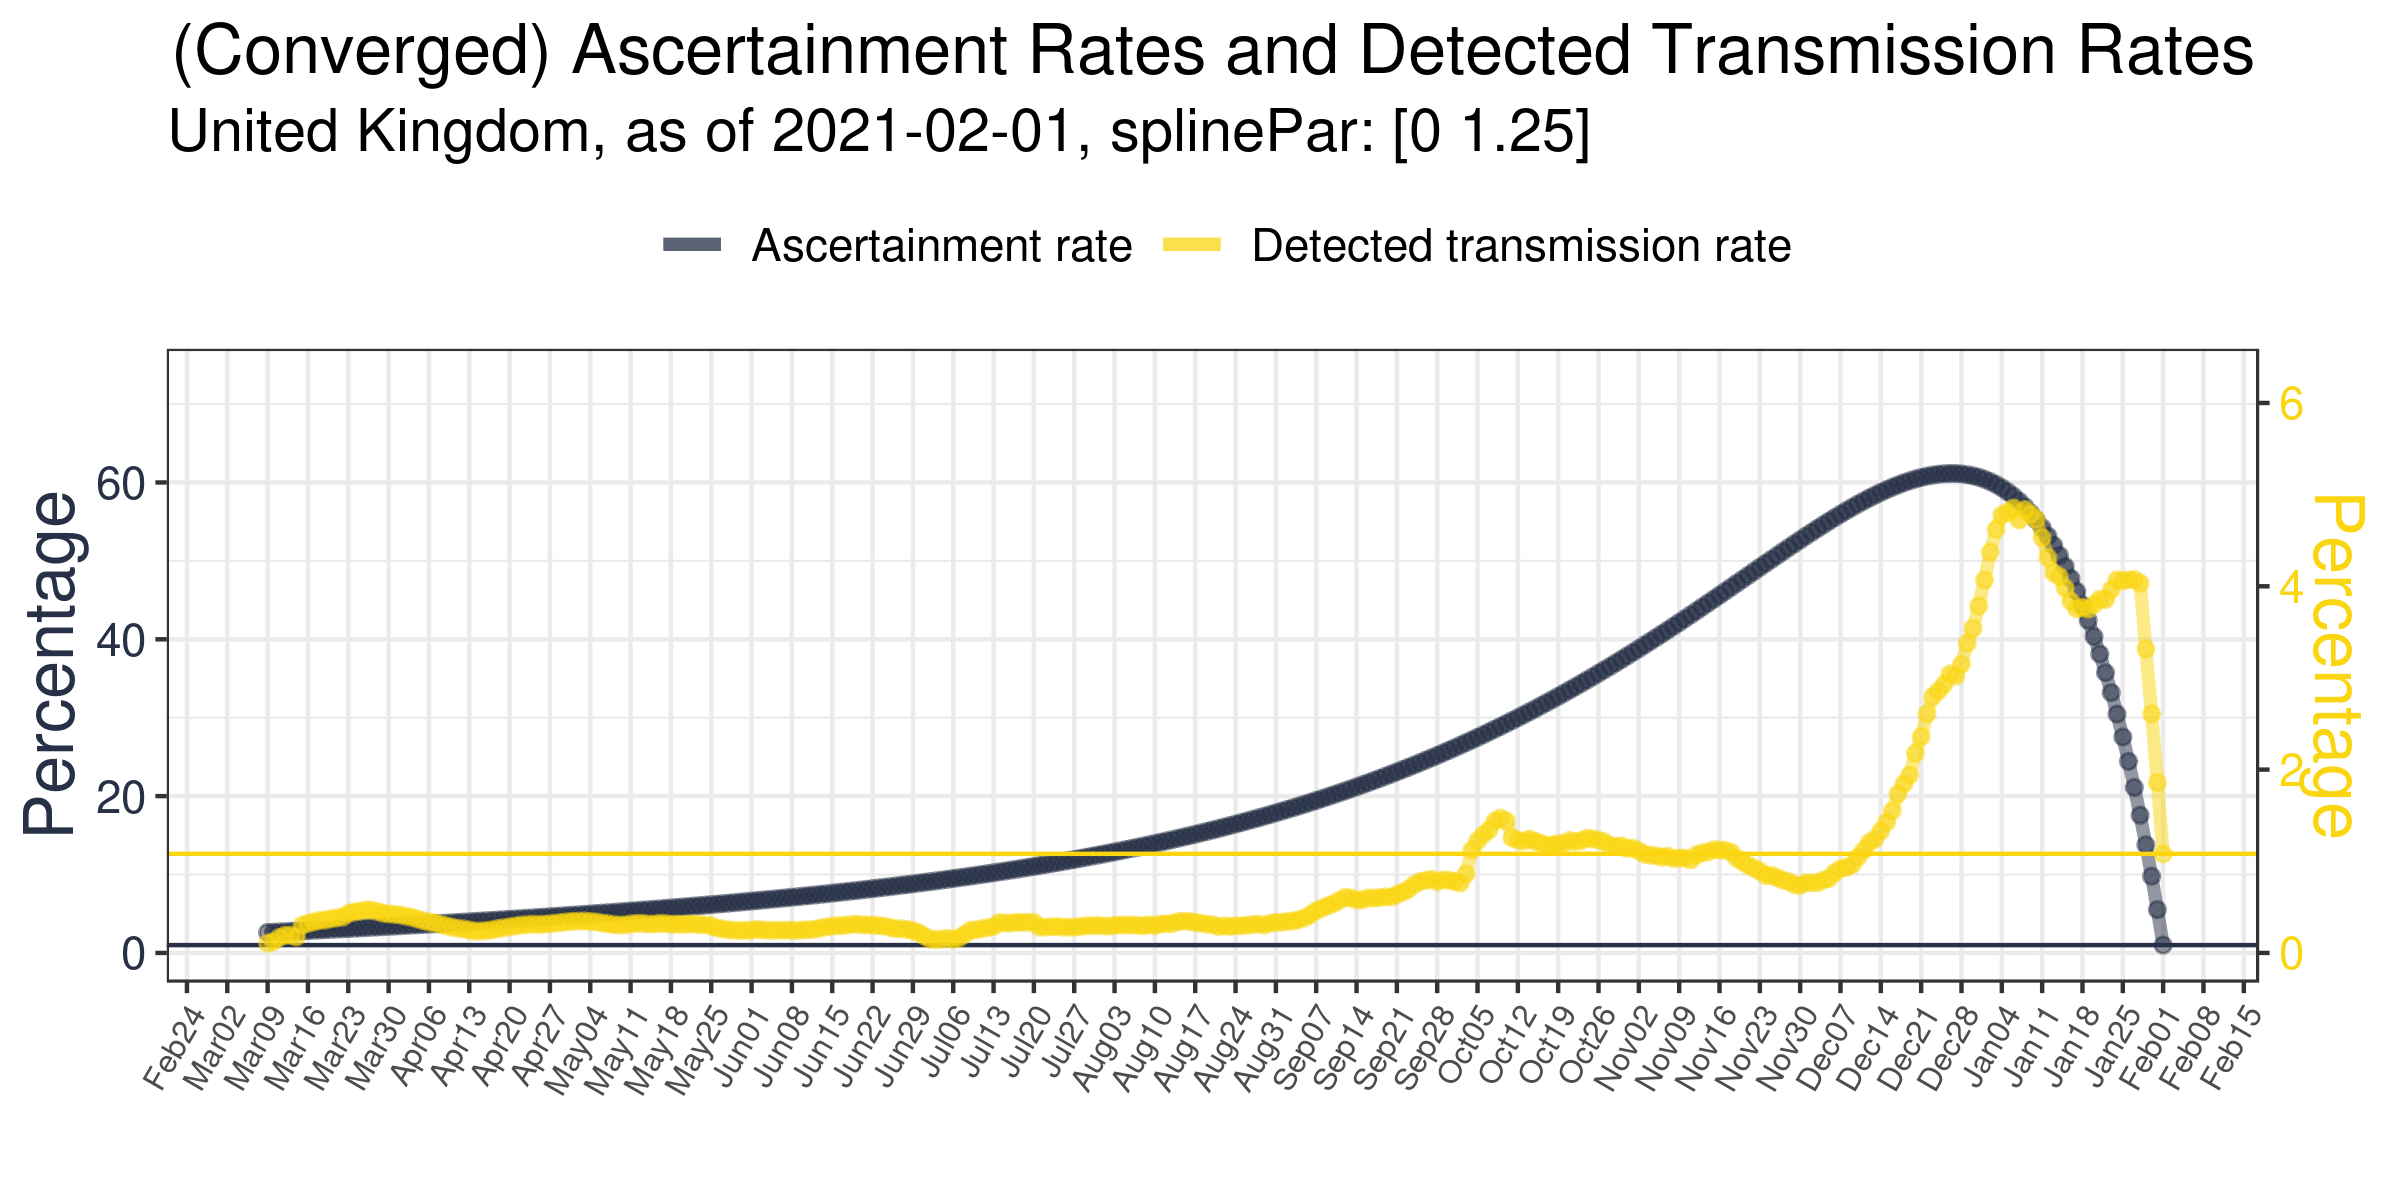 (Converged) Ascertainment Rates and Detected Transmission Rates
United Kingdom, as of 2021-02-01, splinePar: [0 1.25]
Ascertainment rate Detected transmission rate
Percentage
60
40
20
0
6
4
2
0
Percentage
Feb24 Mar02 Mar09 Mar16 Mar23 Mar30 Apr06 Apr13 Apr20 Apr27 May04 May11 May18 May25 Jun01 Jun08 Jun15 Jun22 Jun29 Jul06 Jul13 Jul20 Jul27 Aug03 Aug10 Aug17 Aug24 Aug31 Sep07 Sep14 Sep21 Sep28 Oct05 Oct12 Oct19 Oct26 Nov02 Nov09 Nov16 Nov23 Nov30 Dec07 Dec14 Dec21 Dec28 Jan04 Jan11 Jan18 Jan25 Feb01 Feb08 Feb15